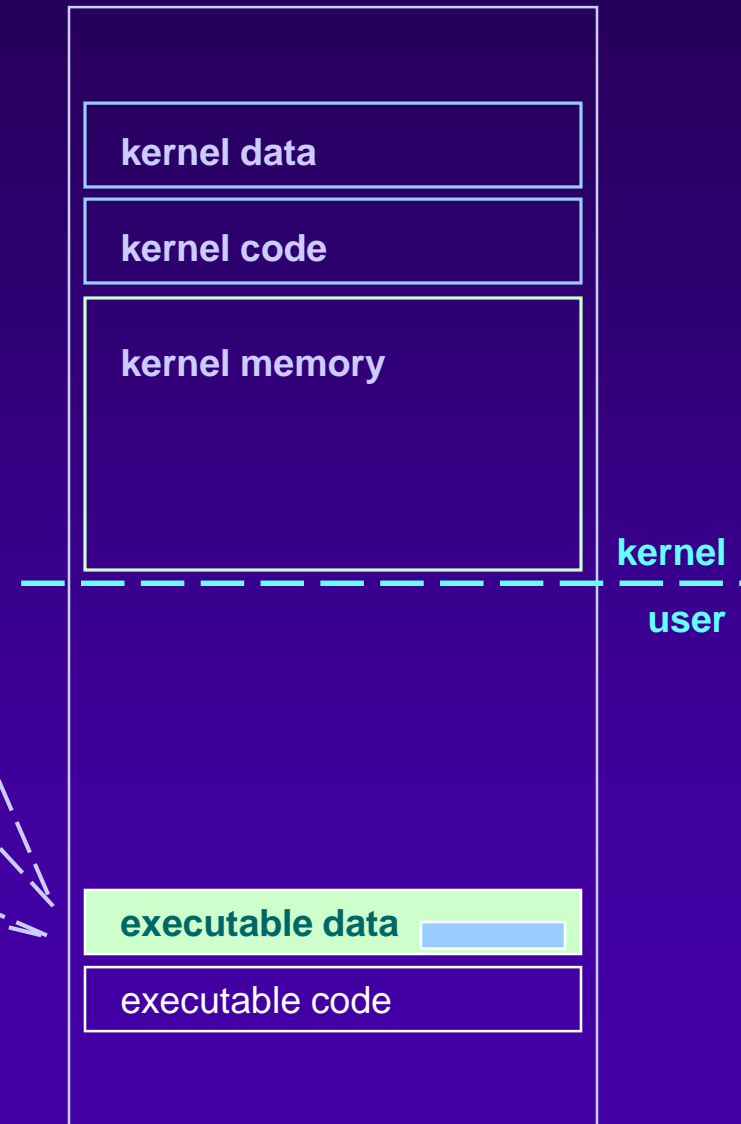 kernel data
kernel code
kernel memory
kernel
user
executable data
executable code